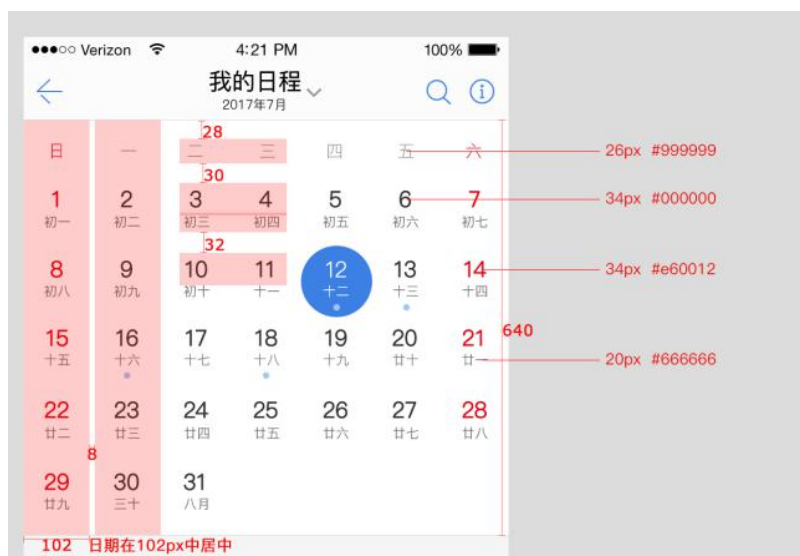 ●●●○○ Verizon 4:21 PM 100%
我的日程
2017年7月
28
日 一 二 三 四 五 六 26px #999999
30
1 2 3 4 5 6 7 34px #000000
初一 初二 初三 初四 初五 初六 初七
32
8 9 10 11 12 13 14 34px #e60012
初八 初九 初十 十一 十二 十三 十四
15 16 17 18 19 20 21 640
十五 十六 十七 十八 十九 廿十 廿一 20px #666666
22 23 24 25 26 27 28
廿二 廿三 廿四 廿五 廿六 廿七 廿八
8
29 30 31
廿九 三十 八月
102 日期在102px中居中